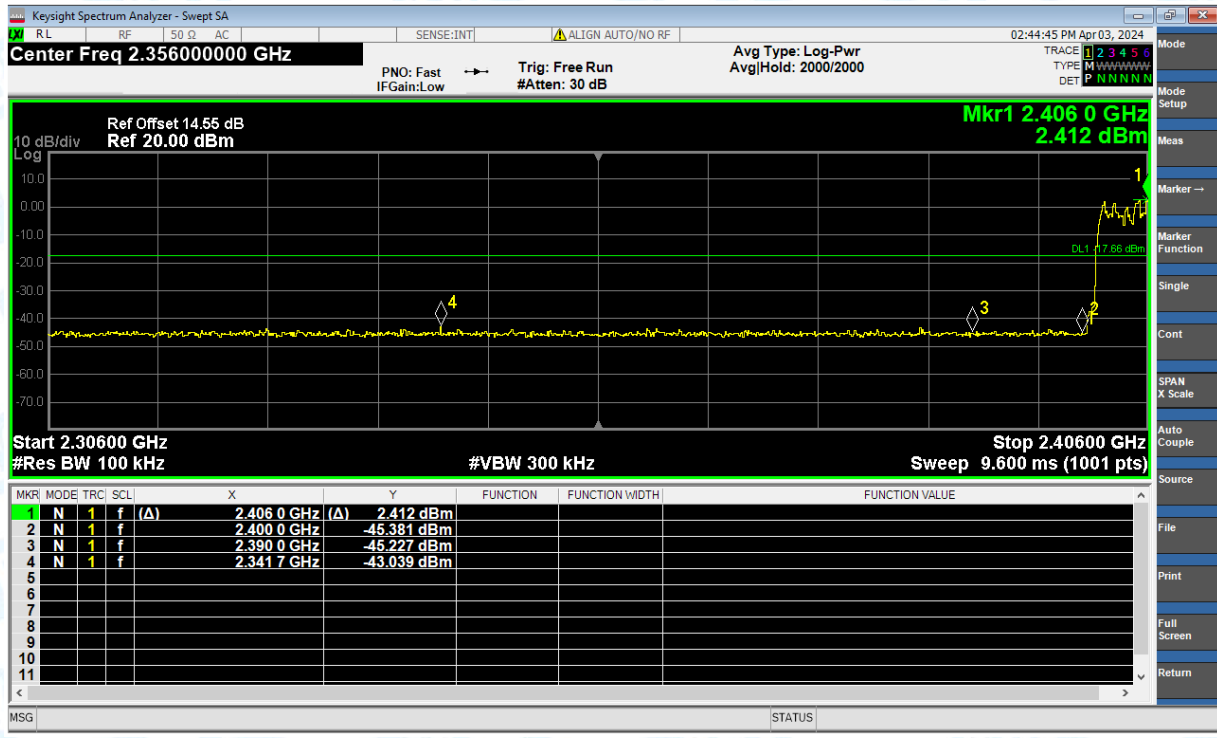 Keysight Spectrum Analyzer - Swept SA
LXI RL RF 50 Ω AC SENSE:INT ALIGN AUTO/NO RF 02:44:45 PM Apr 03, 2024
Center Freq 2.356000000 GHz
PNO: Fast
IFGain:Low
Trig: Free Run
#Atten: 30 dB
Avg Type: Log-Pwr
Avg|Hold: 2000/2000
TRACE 1 2 3 4 5 6
TYPE M WWWWW
DET P N N N N N
Mkr1 2.406 0 GHz
2.412 dBm
Ref Offset 14.55 dB
10 dB/div Ref 20.00 dBm
Log
10.0
0.00
-10.0
-20.0
-30.0
-40.0
-50.0
-60.0
-70.0
1
DL1 -17.66 dBm
4
3
2
Start 2.30600 GHz Stop 2.40600 GHz
#Res BW 100 kHz #VBW 300 kHz Sweep 9.600 ms (1001 pts)
MKR MODE TRC SCL X Y FUNCTION FUNCTION WIDTH FUNCTION VALUE
1 N 1 f (Δ) 2.406 0 GHz (Δ) 2.412 dBm
2 N 1 f 2.400 0 GHz -45.381 dBm
3 N 1 f 2.390 0 GHz -45.227 dBm
4 N 1 f 2.341 7 GHz -43.039 dBm
5
6
7
8
9
10
11
MSG STATUS
Mode
Mode
Setup
Meas
Marker →
Marker
Function
Single
Cont
SPAN
X Scale
Auto
Couple
Source
File
Print
Full
Screen
Return